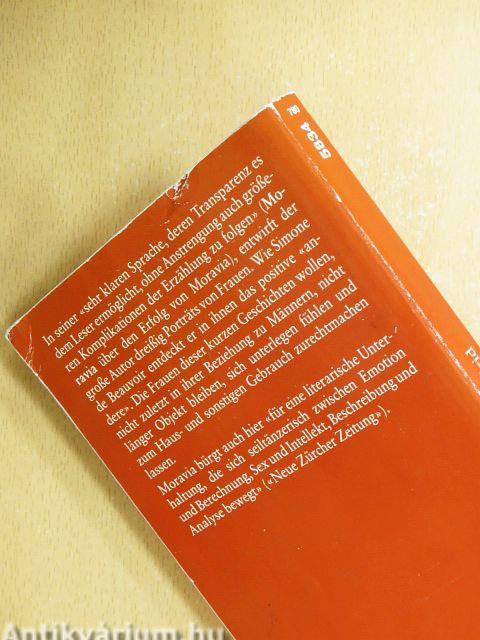 In seiner «sehr klaren Sprache, deren Transparenz es
dem Leser ermöglicht, ohne Anstrengung auch größe-
ren Komplikationen der Erzählung zu folgen» (Mo-
ravia über den Erfolg von Moravia), entwirft der
große Autor dreißig Porträts von Frauen. Wie Simone
de Beauvoir entdeckt er in ihnen das positive «an-
dere». Die Frauen dieser kurzen Geschichten wollen,
nicht zuletzt in ihrer Beziehung zu Männern, nicht
länger Objekt bleiben, sich unterlegen fühlen und
zum Haus- und sonstigen Gebrauch zurechtmachen
lassen.
Moravia bürgt auch hier «für eine literarische Unter-
haltung, die sich seiltänzerisch zwischen Emotion
und Berechnung, Sex und Intellekt, Beschreibung und
Analyse bewegt» («Neue Zürcher Zeitung»).
780
5834
Antikvárium.hu